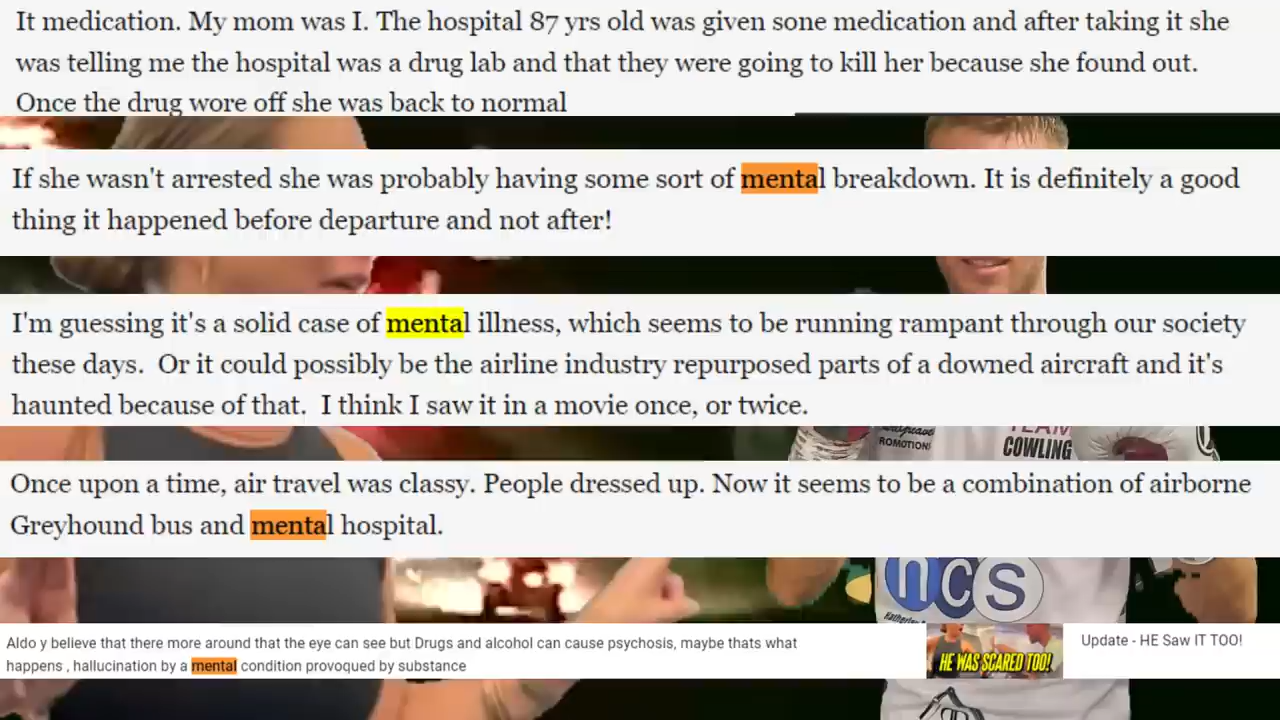 It medication. My mom was I. The hospital 87 yrs old was given sone medication and after taking it she
was telling me the hospital was a drug lab and that they were going to kill her because she found out.
Once the drug wore off she was back to normal
If she wasn't arrested she was probably having some sort of mental breakdown. It is definitely a good
thing it happened before departure and not after!
I'm guessing it's a solid case of mental illness, which seems to be running rampant through our society
these days.  Or it could possibly be the airline industry repurposed parts of a downed aircraft and it's
haunted because of that.  I think I saw it in a movie once, or twice.
PROMOTION
TEAM
COWLING
Once upon a time, air travel was classy. People dressed up. Now it seems to be a combination of airborne
Greyhound bus and mental hospital.
ncs
Aldo y believe that there more around that the eye can see but Drugs and alcohol can cause psychosis, maybe thats what
happens , hallucination by a mental condition provoqued by substance
HE WAS SCARED TOO!
Update - HE Saw IT TOO!